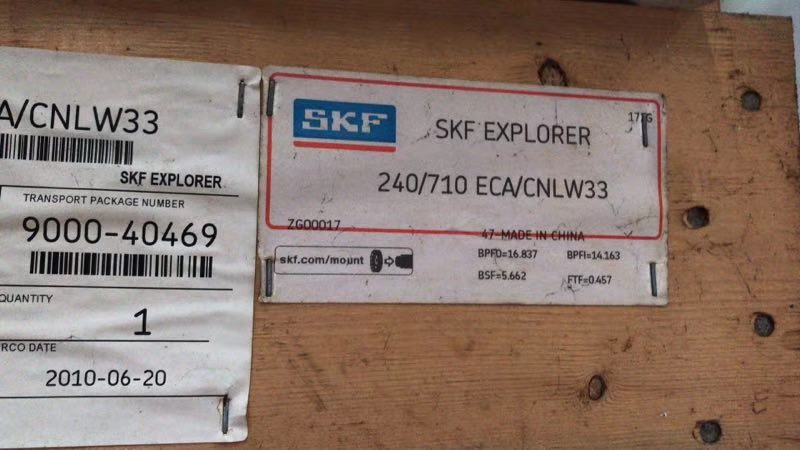 A/CNLW33
SKF EXPLORER
TRANSPORT PACKAGE NUMBER
9000-40469
QUANTITY
1
RCO DATE
2010-06-20
SKF
SKF EXPLORER
240/710 ECA/CNLW33
ZG00017
47-MADE IN CHINA
skf.com/mount
BPFO=16.837 BPFI=14.163
BSF=5.662 FTF=0.457